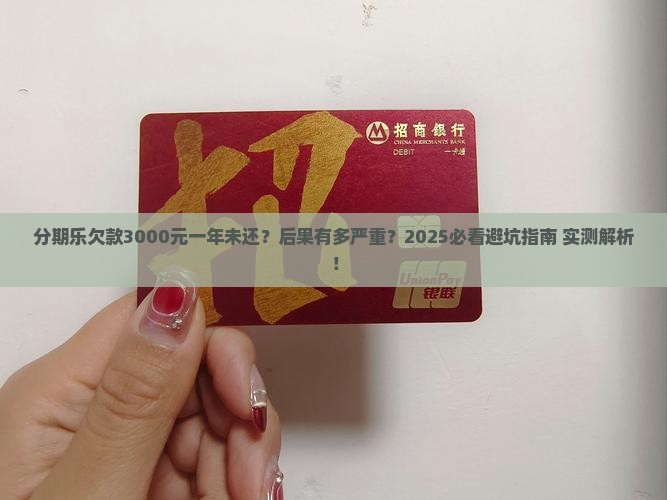 招
招商銀行
CHINA MERCHANTS BANK
DEBIT 一卡通
分期乐欠款3000元一年未还？后果有多严重？2025必看避坑指南 实测解析
！
UnionPay
银联